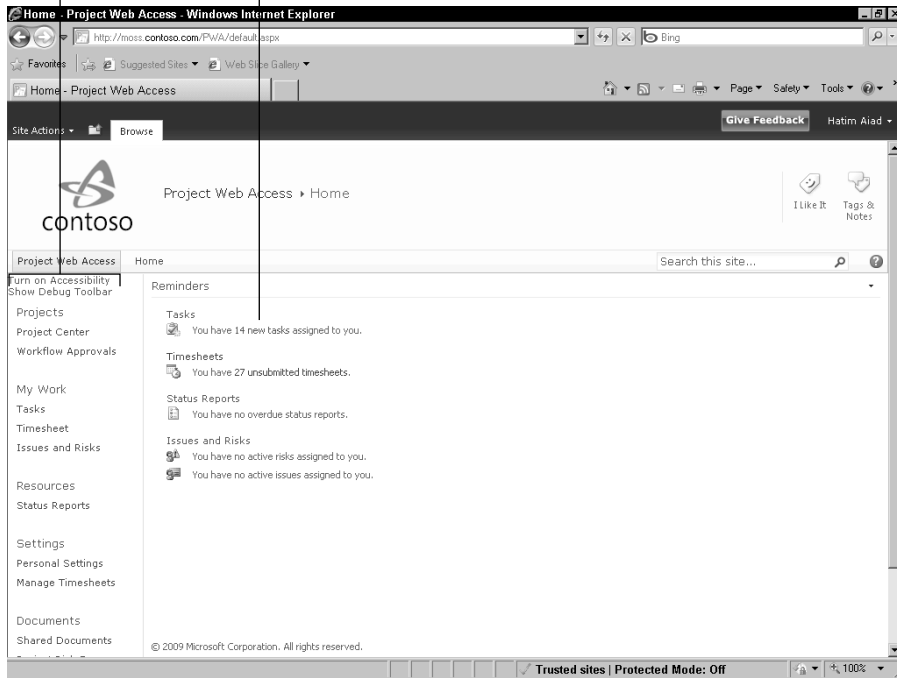 Home - Project Web Access - Windows Internet Explorer
http://moss.contoso.com/PWA/default.aspx
Bing
Favorites
Suggested Sites
Web Slice Gallery
Home - Project Web Access
Page
Safety
Tools
Site Actions
Browse
Give Feedback
Hatim Aiad
contoso
Project Web Access Home
I Like It
Tags & Notes
Project Web Access
Home
Search this site...
Turn on Accessibility
Show Debug Toolbar
Projects
Project Center
Workflow Approvals
My Work
Tasks
Timesheet
Issues and Risks
Resources
Status Reports
Settings
Personal Settings
Manage Timesheets
Documents
Shared Documents
Reminders
Tasks
You have 14 new tasks assigned to you.
Timesheets
You have 27 unsubmitted timesheets.
Status Reports
You have no overdue status reports.
Issues and Risks
You have no active risks assigned to you.
You have no active issues assigned to you.
© 2009 Microsoft Corporation. All rights reserved.
Trusted sites | Protected Mode: Off
100%